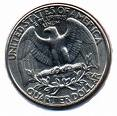 UNITED STATES OF AMERICA
QUARTER DOLLAR